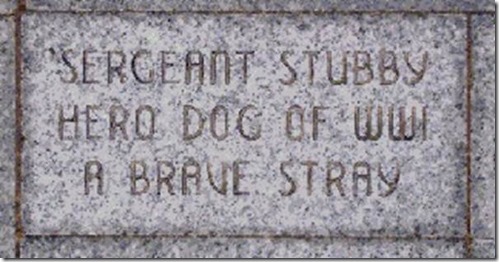 SERGEANT STUBBY
HERO DOG OF WWI
A BRAVE STRAY